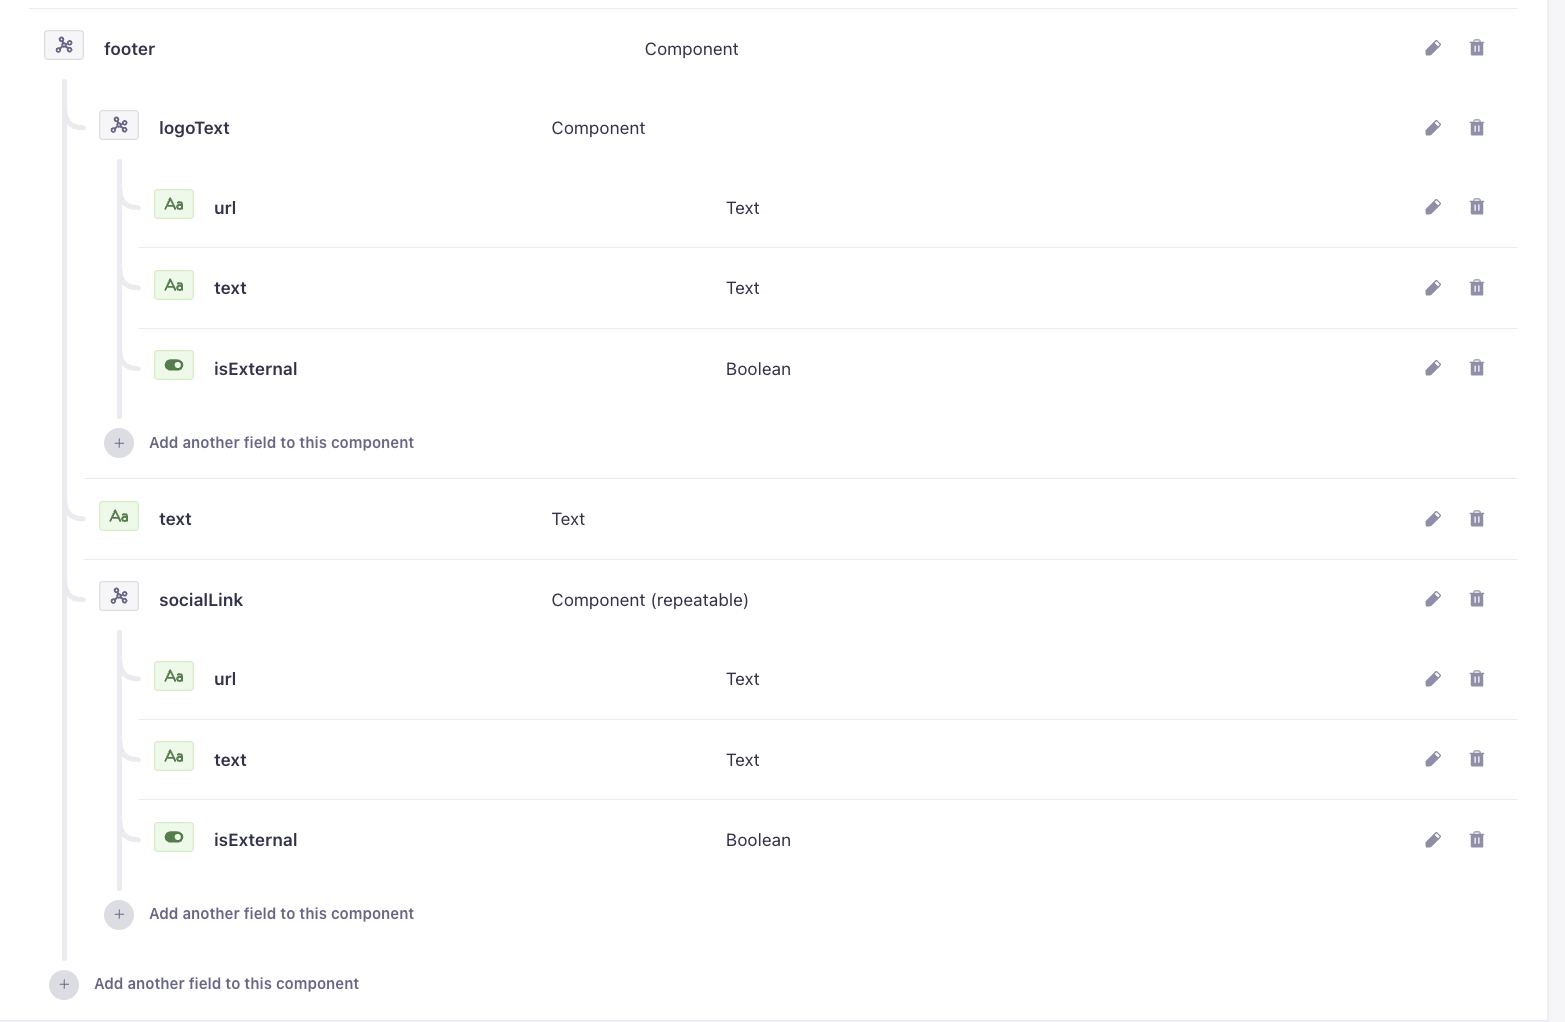 footer Component
logoText Component
Aa url Text
Aa text Text
isExternal Boolean
+ Add another field to this component
Aa text Text
socialLink Component (repeatable)
Aa url Text
Aa text Text
isExternal Boolean
+ Add another field to this component
+ Add another field to this component